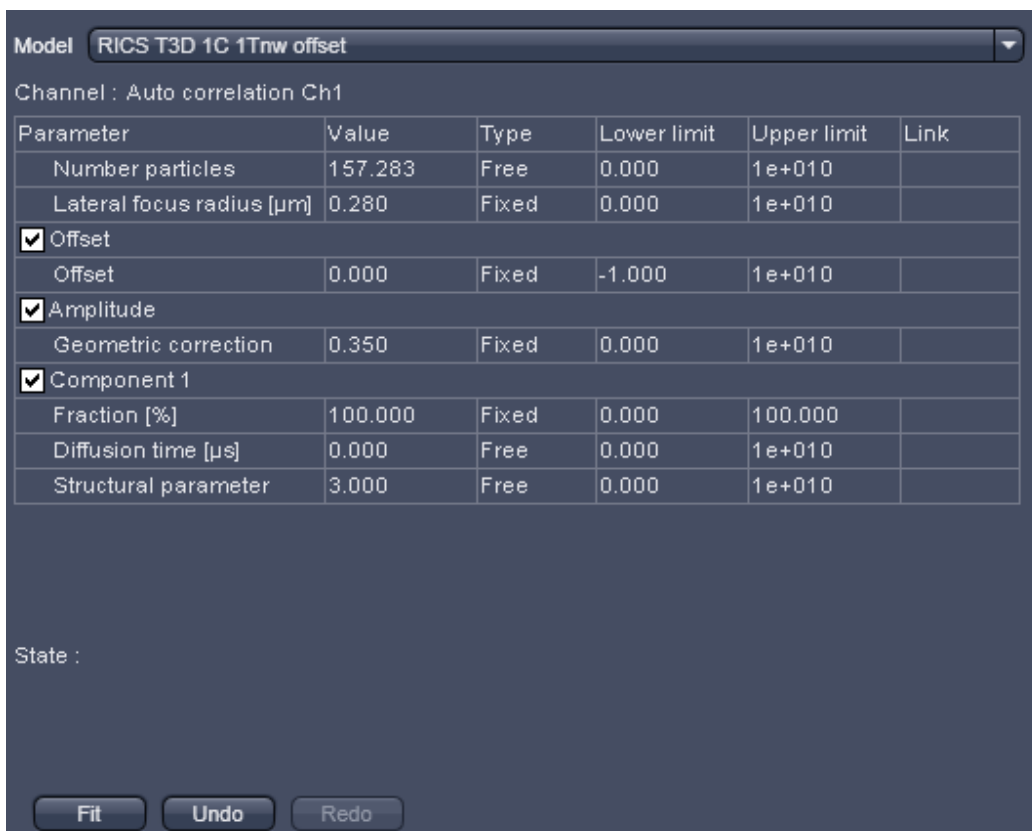 Model RICS T3D 1C 1Tnw offset
Channel : Auto correlation Ch1
Parameter Value Type Lower limit Upper limit Link
Number particles 157.283 Free 0.000 1e+010
Lateral focus radius [µm] 0.280 Fixed 0.000 1e+010
Offset
Offset 0.000 Fixed -1.000 1e+010
Amplitude
Geometric correction 0.350 Fixed 0.000 1e+010
Component 1
Fraction [%] 100.000 Fixed 0.000 100.000
Diffusion time [µs] 0.000 Free 0.000 1e+010
Structural parameter 3.000 Free 0.000 1e+010
State :
Fit Undo Redo